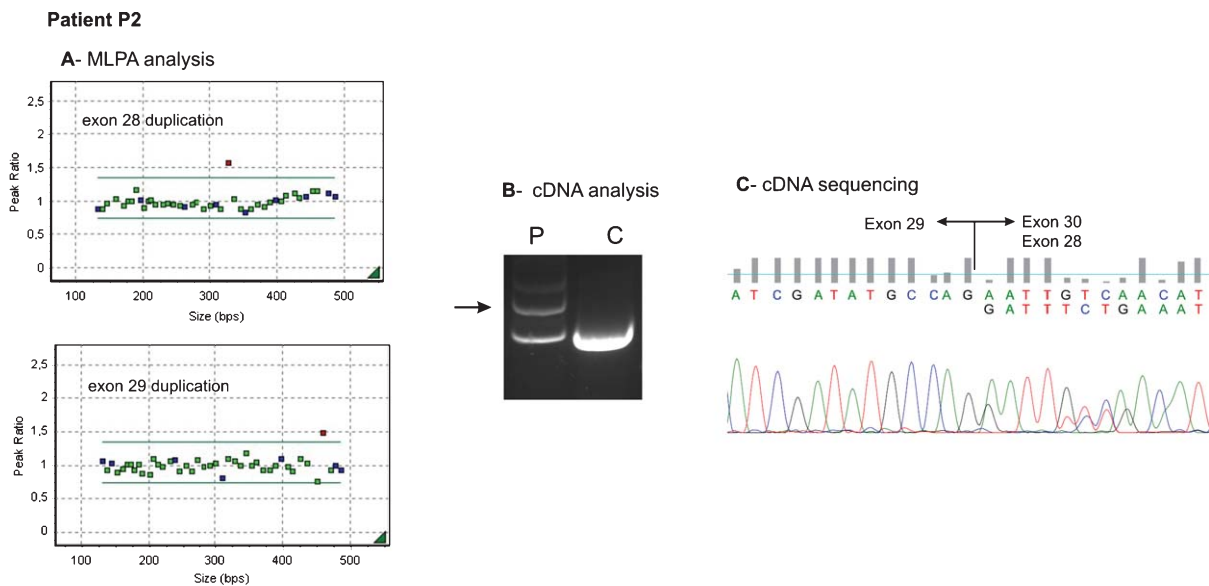 Patient P2
A- MLPA analysis
2,5
2
1,5
1
0,5
0
Peak Ratio
exon 28 duplication
100 200 300 400 500
Size (bps)
2,5
2
1,5
1
0,5
0
Peak Ratio
exon 29 duplication
100 200 300 400 500
Size (bps)
B- cDNA analysis
P C
C- cDNA sequencing
Exon 29 Exon 30
Exon 28
A T C G A T A T G C C A G A A T T G T C A A C A T
G A T T T C T G A A A T